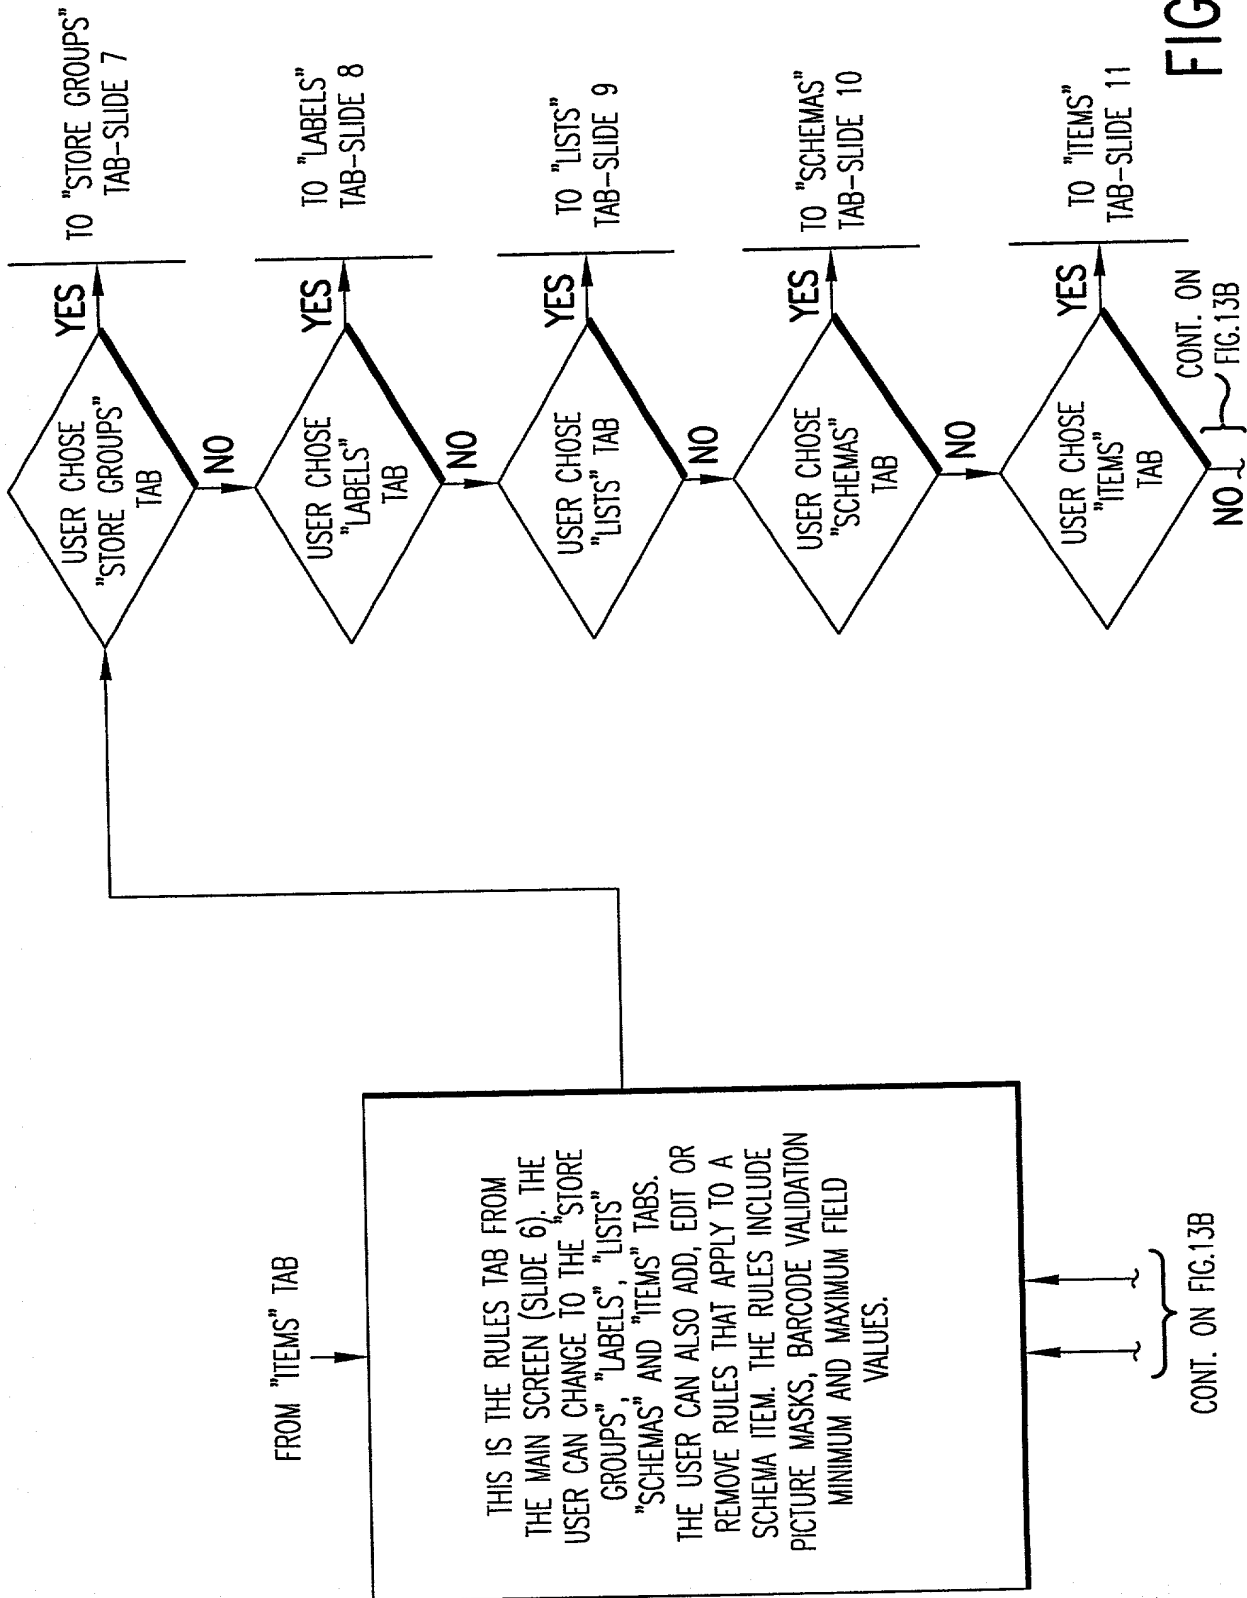 FROM "ITEMS" TAB
THIS IS THE RULES TAB FROM
THE MAIN SCREEN (SLIDE 6). THE
USER CAN CHANGE TO THE "STORE
GROUPS", "LABELS", "LISTS"
"SCHEMAS" AND "ITEMS" TABS.
THE USER CAN ALSO ADD, EDIT OR
REMOVE RULES THAT APPLY TO A
SCHEMA ITEM. THE RULES INCLUDE
PICTURE MASKS, BARCODE VALIDATION
MINIMUM AND MAXIMUM FIELD
VALUES.
CONT. ON FIG.13B
USER CHOSE
"STORE GROUPS"
TAB
YES
TO "STORE GROUPS"
TAB-SLIDE 7
NO
USER CHOSE
"LABELS"
TAB
YES
TO "LABELS"
TAB-SLIDE 8
NO
USER CHOSE
"LISTS" TAB
YES
TO "LISTS"
TAB-SLIDE 9
NO
USER CHOSE
"SCHEMAS"
TAB
YES
TO "SCHEMAS"
TAB-SLIDE 10
NO
USER CHOSE
"ITEMS"
TAB
YES
TO "ITEMS"
TAB-SLIDE 11
NO
CONT. ON
FIG.13B
FIG